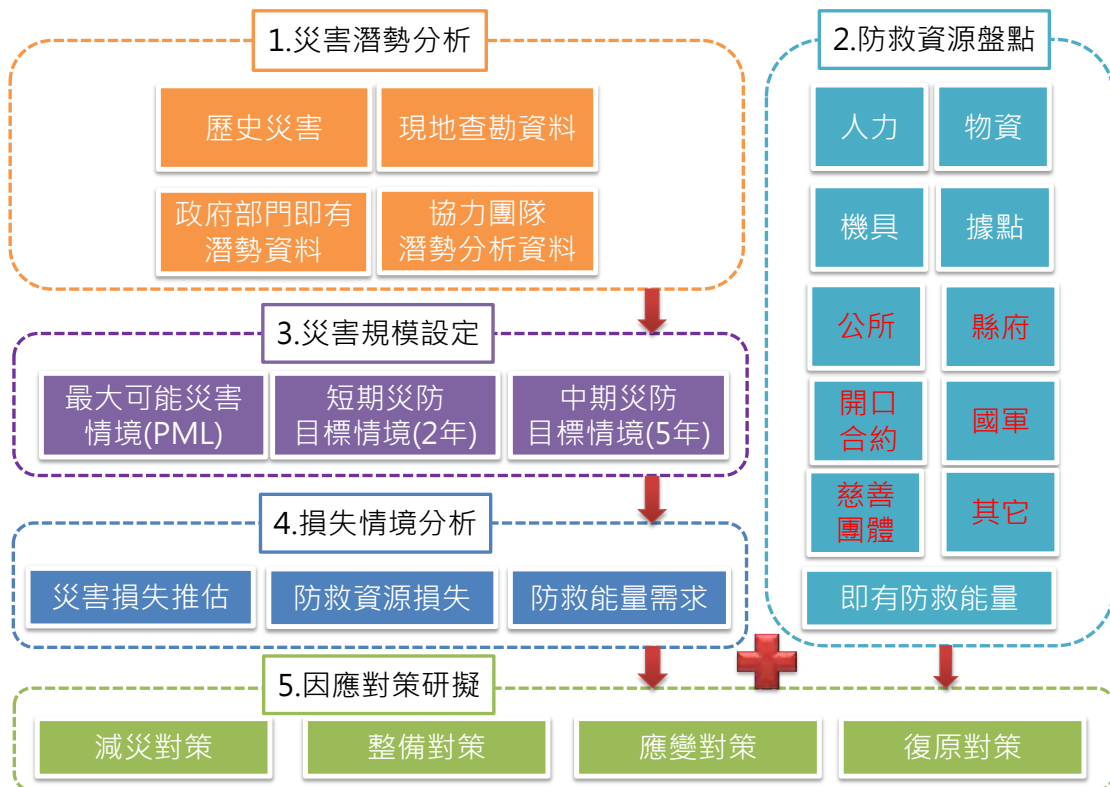 1.災害潛勢分析
歷史災害
現地查勘資料
政府部門即有
潛勢資料
協力團隊
潛勢分析資料
2.防救資源盤點
人力
物資
機具
據點
公所
縣府
開口
合約
國軍
慈善
團體
其它
即有防救能量
3.災害規模設定
最大可能災害
情境(PML)
短期災防
目標情境(2年)
中期災防
目標情境(5年)
4.損失情境分析
災害損失推估
防救資源損失
防救能量需求
5.因應對策研擬
減災對策
整備對策
應變對策
復原對策